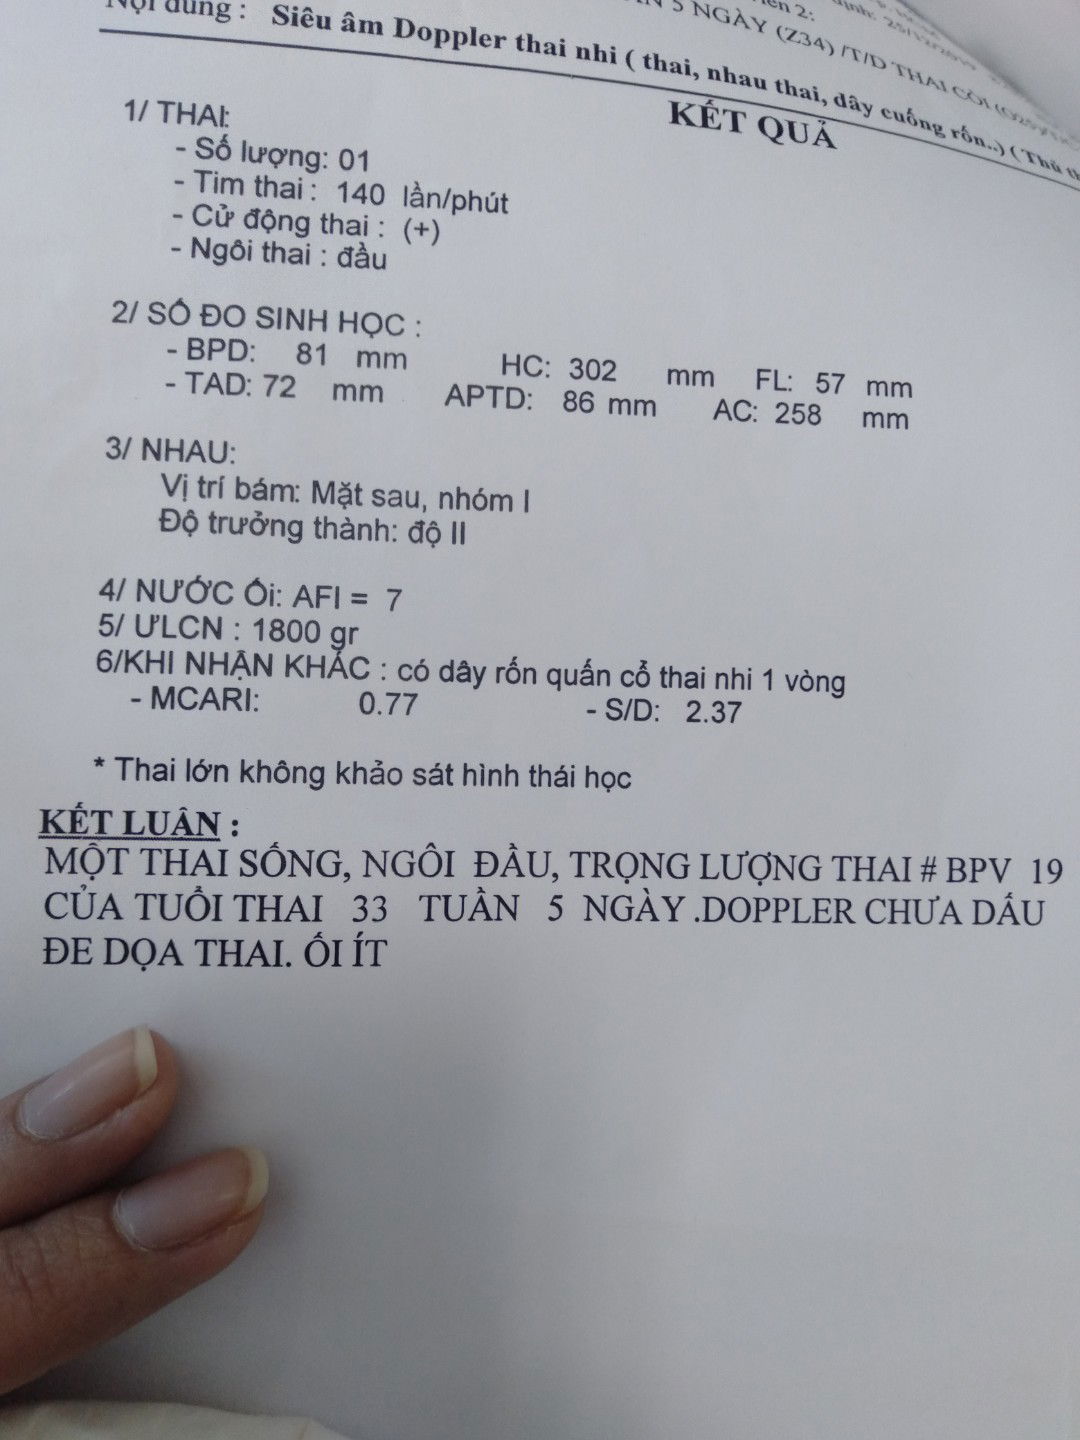 Nội dung : Siêu âm Doppler thai nhi ( thai, nhau thai, dây cuống rốn..) ( Thủ
5 NGÀY (Z34) /T/D THAI CÒI
KẾT QUẢ
1/ THAI:
- Số lượng: 01
- Tim thai : 140 lần/phút
- Cử động thai : (+)
- Ngôi thai : đầu
2/ SỐ ĐO SINH HỌC :
- BPD: 81 mm HC: 302 mm FL: 57 mm
- TAD: 72 mm APTD: 86 mm AC: 258 mm
3/ NHAU:
Vị trí bám: Mặt sau, nhóm I
Độ trưởng thành: độ II
4/ NƯỚC Ối: AFI = 7
5/ ƯLCN : 1800 gr
6/KHI NHẬN KHÁC : có dây rốn quấn cổ thai nhi 1 vòng
- MCARI: 0.77 - S/D: 2.37
* Thai lớn không khảo sát hình thái học
KẾT LUẬN :
MỘT THAI SỐNG, NGÔI ĐẦU, TRỌNG LƯỢNG THAI # BPV 19
CỦA TUỔI THAI 33 TUẦN 5 NGÀY .DOPPLER CHƯA DẤU
ĐE DỌA THAI. ỐI ÍT